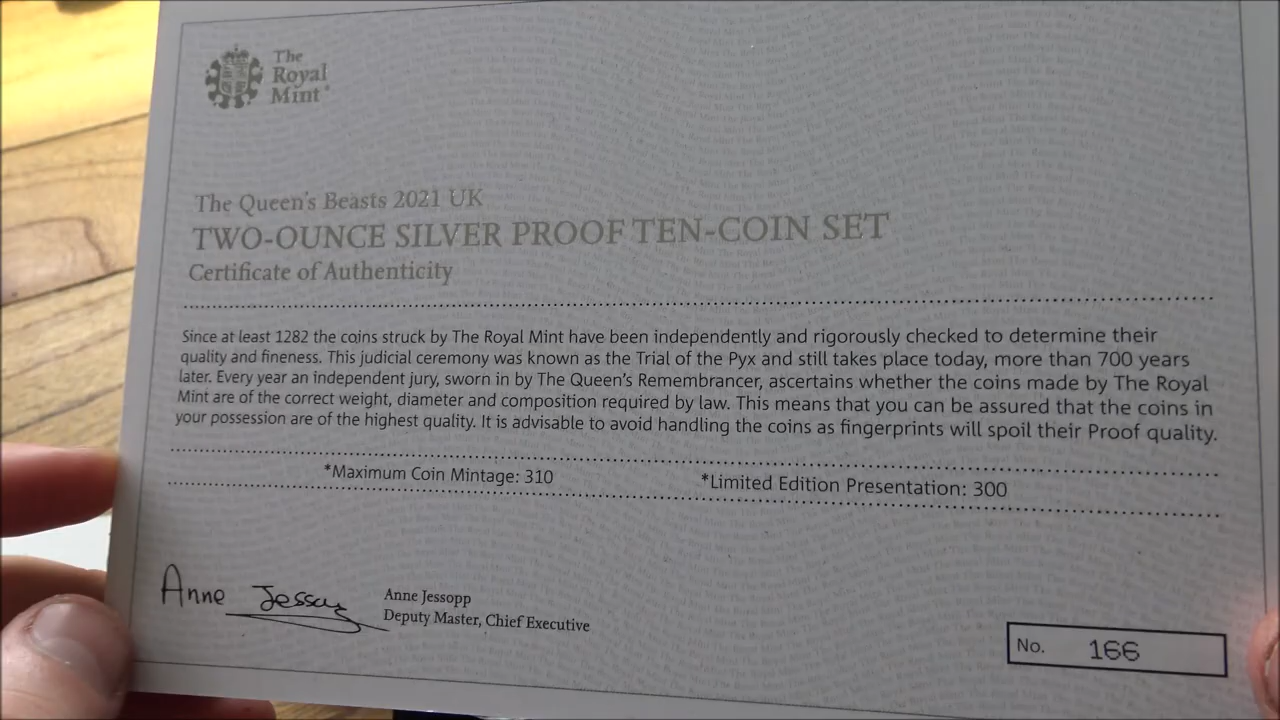 The
Royal
Mint®
The Queen's Beasts 2021 UK
TWO-OUNCE SILVER PROOF TEN-COIN SET
Certificate of Authenticity
Since at least 1282 the coins struck by The Royal Mint have been independently and rigorously checked to determine their
quality and fineness. This judicial ceremony was known as the Trial of the Pyx and still takes place today, more than 700 years
later. Every year an independent jury, sworn in by The Queen's Remembrancer, ascertains whether the coins made by The Royal
Mint are of the correct weight, diameter and composition required by law. This means that you can be assured that the coins in
your possession are of the highest quality. It is advisable to avoid handling the coins as fingerprints will spoil their Proof quality.
*Maximum Coin Mintage: 310 *Limited Edition Presentation: 300
Anne Jessopp
Anne Jessopp
Deputy Master, Chief Executive
No. 166